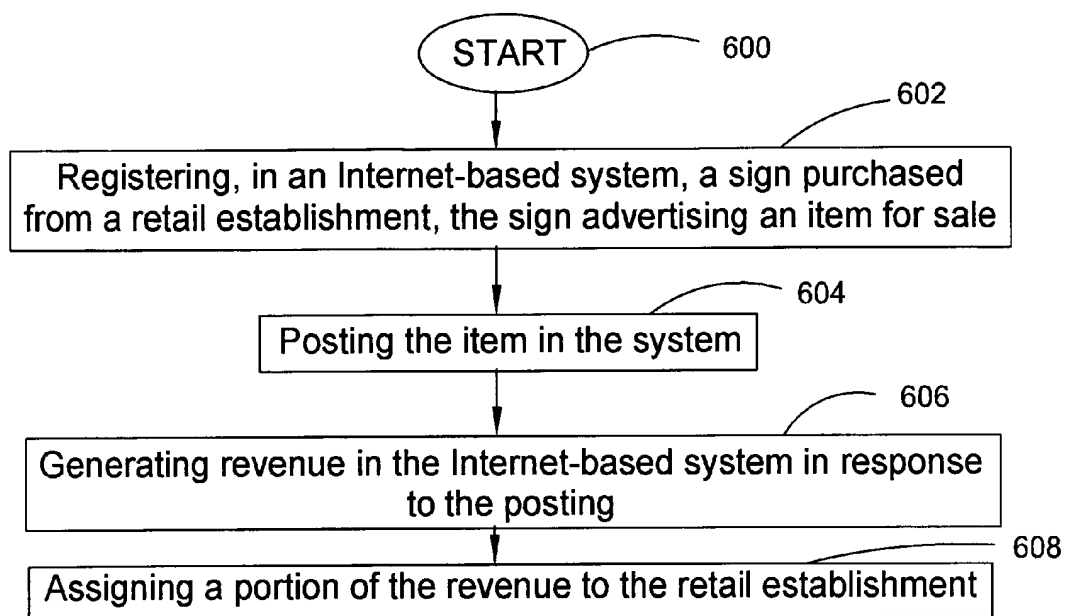 START
600
602
Registering, in an Internet-based system, a sign purchased
from a retail establishment, the sign advertising an item for sale
604
Posting the item in the system
606
Generating revenue in the Internet-based system in response
to the posting
608
Assigning a portion of the revenue to the retail establishment